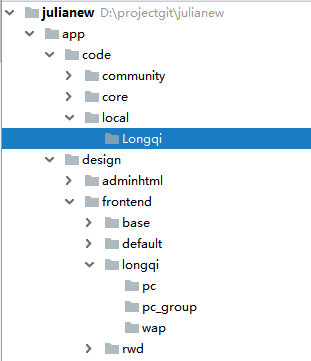 julianew D:\projectgit\julianew
app
code
community
core
local
Longqi
design
adminhtml
frontend
base
default
longqi
pc
pc_group
wap
rwd